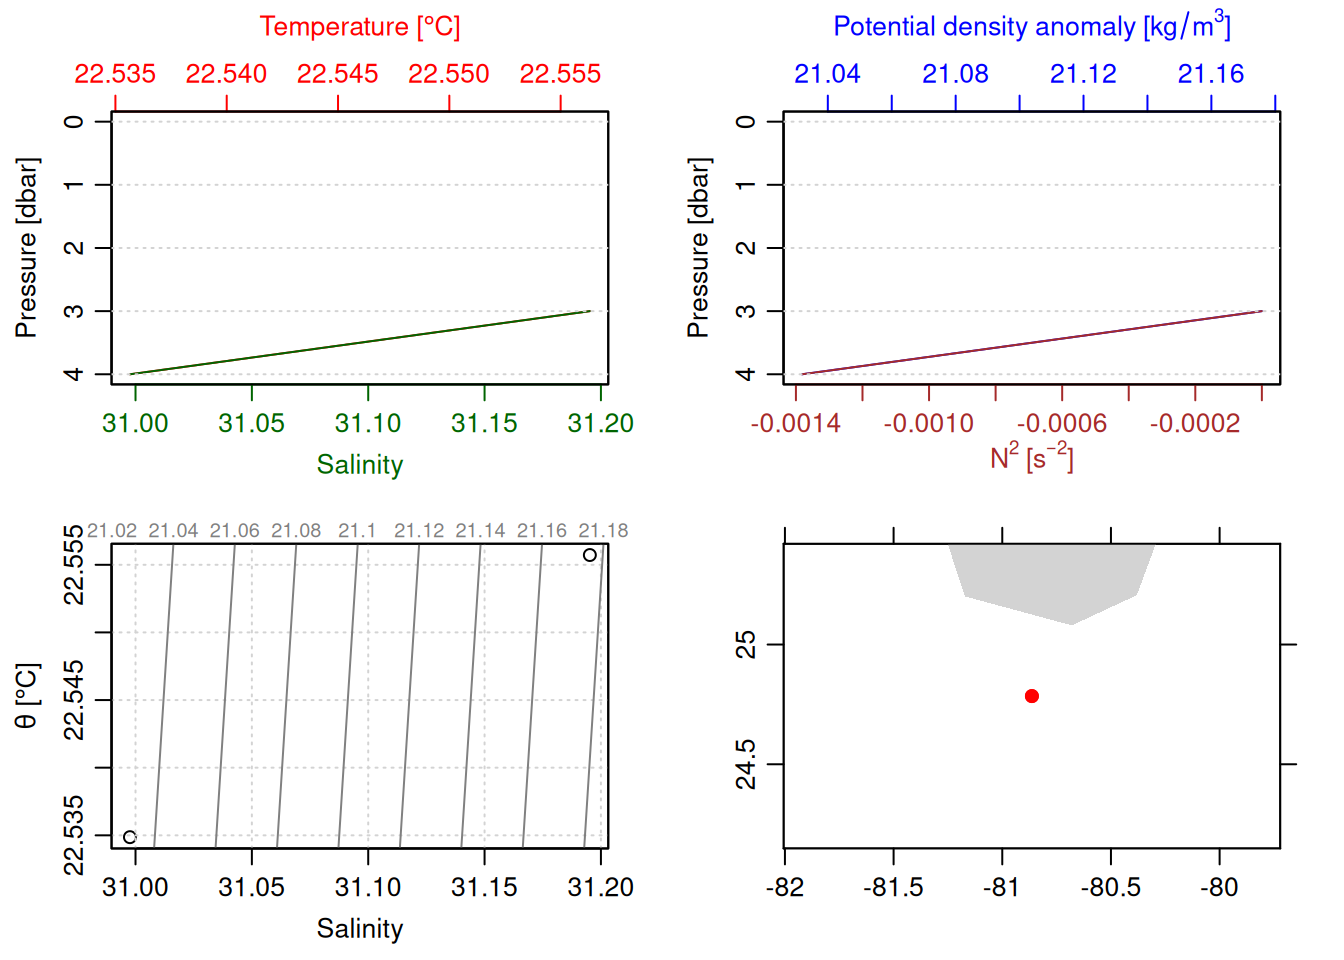 Temperature [°C]
22.535 22.540 22.545 22.550 22.555
Pressure [dbar]
0
1
2
3
4
31.00 31.05 31.10 31.15 31.20
Salinity
Potential density anomaly [kg/m³]
21.04 21.08 21.12 21.16
Pressure [dbar]
0
1
2
3
4
-0.0014 -0.0010 -0.0006 -0.0002
N² [s⁻²]
21.02 21.04 21.06 21.08 21.1 21.12 21.14 21.16 21.18
θ [°C]
22.555
22.545
22.535
31.00 31.05 31.10 31.15 31.20
Salinity
25
24.5
-82 -81.5 -81 -80.5 -80